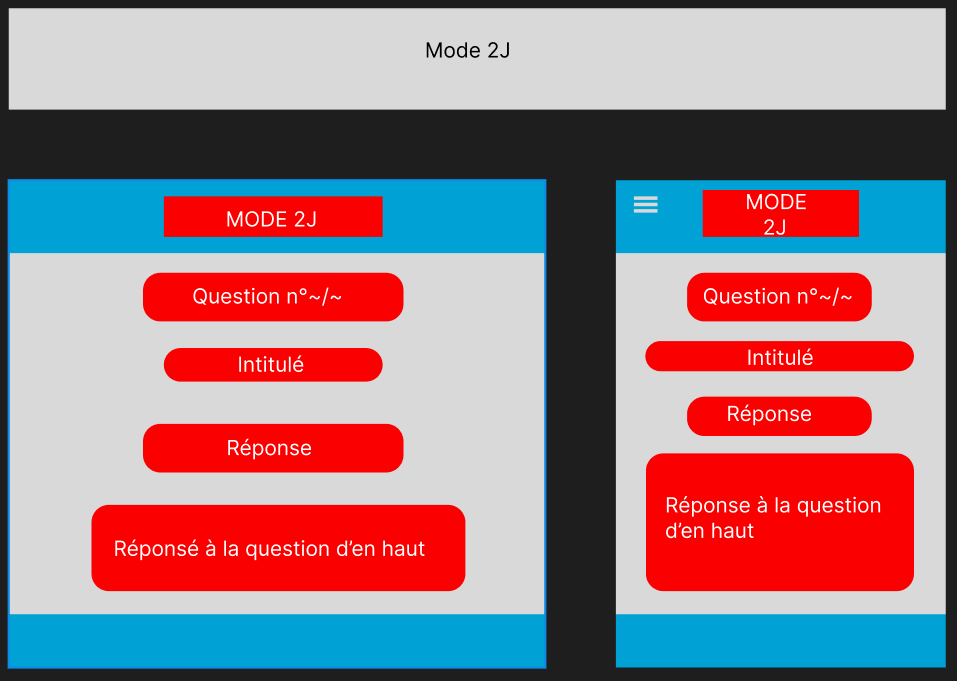 Mode 2J
MODE 2J
Question n°~/~
Intitulé
Réponse
Réponsé à la question d’en haut
MODE
2J
Question n°~/~
Intitulé
Réponse
Réponse à la question
d’en haut